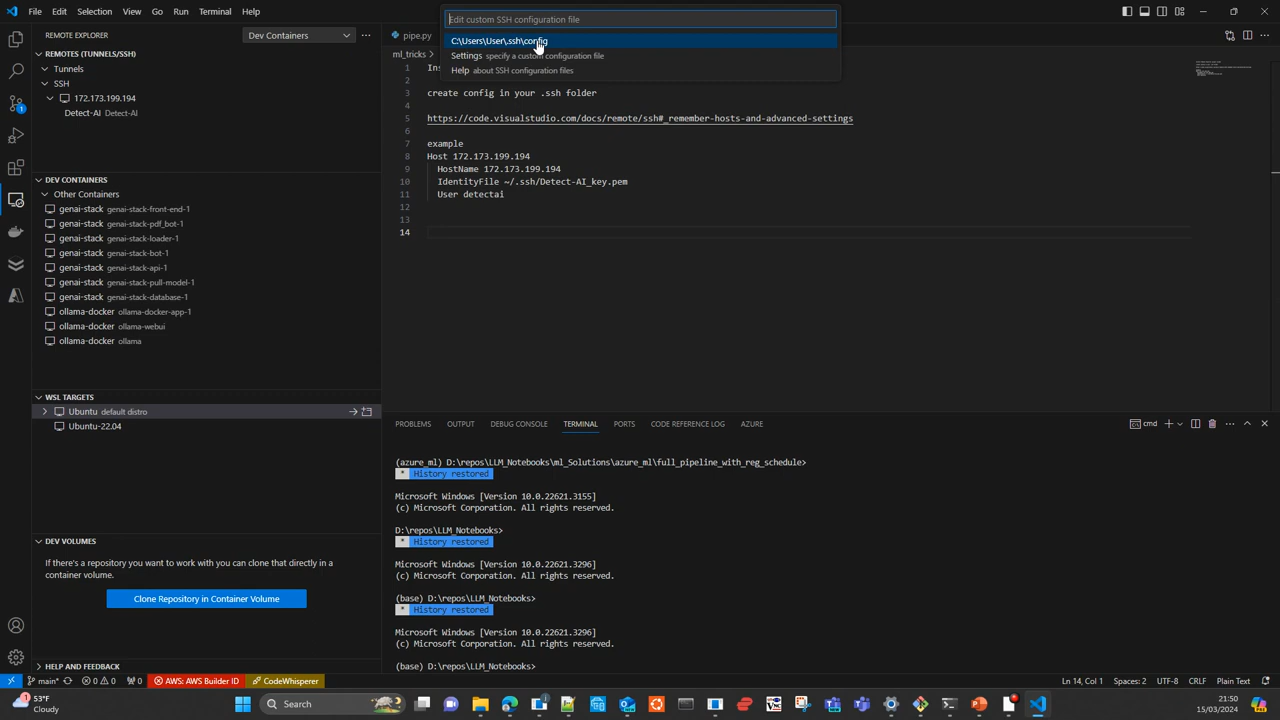 File Edit Selection View Go Run Terminal Help
Edit custom SSH configuration file
C:\Users\User\.ssh\config
Settings specify a custom configuration file
Help about SSH configuration files
REMOTE EXPLORER
Dev Containers
REMOTES (TUNNELS/SSH)
Tunnels
SSH
172.173.199.194
Detect-AI Detect-AI
DEV CONTAINERS
Other Containers
genai-stack genai-stack-front-end-1
genai-stack genai-stack-pdf_bot-1
genai-stack genai-stack-loader-1
genai-stack genai-stack-bot-1
genai-stack genai-stack-api-1
genai-stack genai-stack-pull-model-1
genai-stack genai-stack-database-1
ollama-docker ollama-docker-app-1
ollama-docker ollama-webui
ollama-docker ollama
WSL TARGETS
Ubuntu default distro
Ubuntu-22.04
DEV VOLUMES
If there's a repository you want to work with you can clone that directly in a
container volume.
Clone Repository in Container Volume
HELP AND FEEDBACK
pipe.py
ml_tricks
1
2
3 create config in your .ssh folder
4
5 https://code.visualstudio.com/docs/remote/ssh#_remember-hosts-and-advanced-settings
6
7 example
8 Host 172.173.199.194
9 HostName 172.173.199.194
10 IdentityFile ~/.ssh/Detect-AI_key.pem
11 User detectai
12
13
14
PROBLEMS OUTPUT DEBUG CONSOLE TERMINAL PORTS CODE REFERENCE LOG AZURE
cmd
(azure_ml) D:\repos\LLM_Notebooks\ml_Solutions\azure_ml\full_pipeline_with_reg_schedule>
* History restored
Microsoft Windows [Version 10.0.22621.3155]
(c) Microsoft Corporation. All rights reserved.
D:\repos\LLM_Notebooks>
* History restored
Microsoft Windows [Version 10.0.22621.3296]
(c) Microsoft Corporation. All rights reserved.
(base) D:\repos\LLM_Notebooks>
* History restored
Microsoft Windows [Version 10.0.22621.3296]
(c) Microsoft Corporation. All rights reserved.
(base) D:\repos\LLM_Notebooks>
main* 0 0 0 AWS: AWS Builder ID CodeWhisperer
Ln 14, Col 1 Spaces: 2 UTF-8 CRLF Plain Text
53°F
Cloudy
Search
21:50
15/03/2024